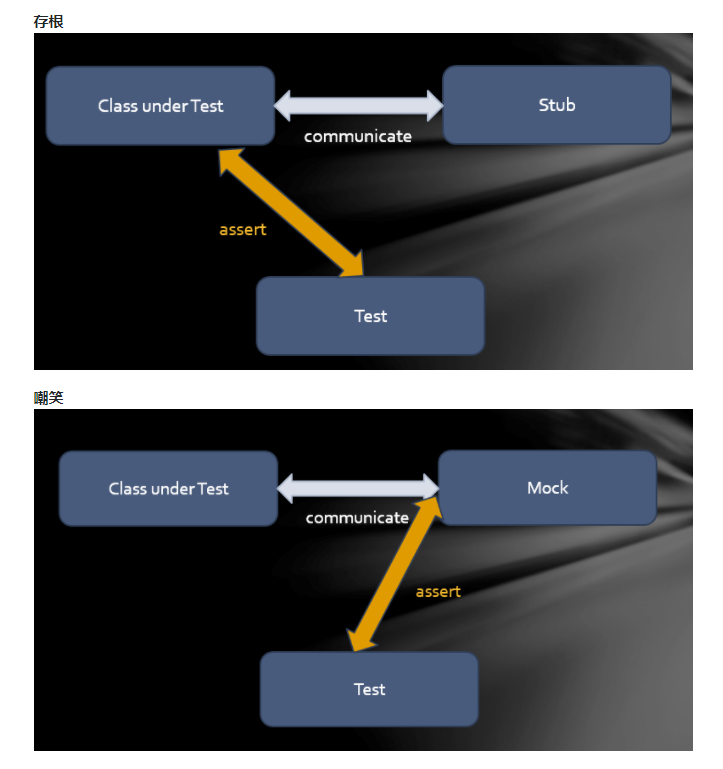 存根
Class under Test
Stub
communicate
assert
Test
嘲笑
Class under Test
Mock
communicate
assert
Test